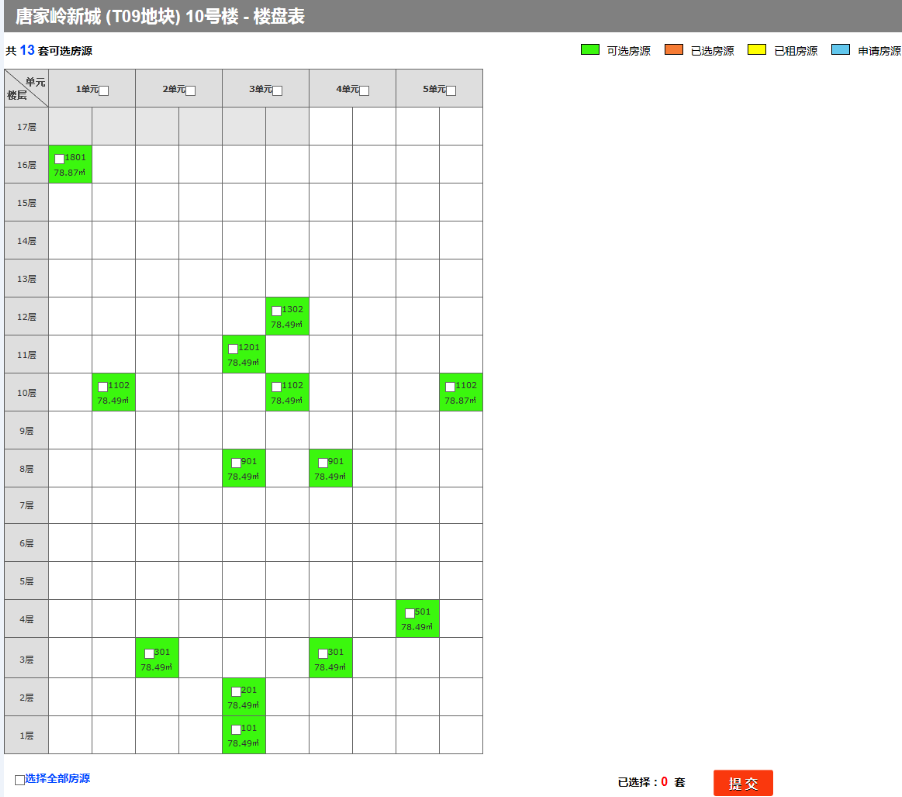 唐家岭新城 (T09地块) 10号楼 - 楼盘表
共 13 套可选房源
可选房源 已选房源 已租房源 申请房源
单元
楼层
1单元 2单元 3单元 4单元 5单元
17层
16层 1801
78.87㎡
15层
14层
13层
12层 1302
78.49㎡
11层 1201
78.49㎡
10层 1102 1102 1102
78.49㎡ 78.49㎡ 78.87㎡
9层
8层 901 901
78.49㎡ 78.49㎡
7层
6层
5层
4层 501
78.49㎡
3层 301 301
78.49㎡ 78.49㎡
2层 201
78.49㎡
1层 101
78.49㎡
选择全部房源
已选择：0 套 提 交